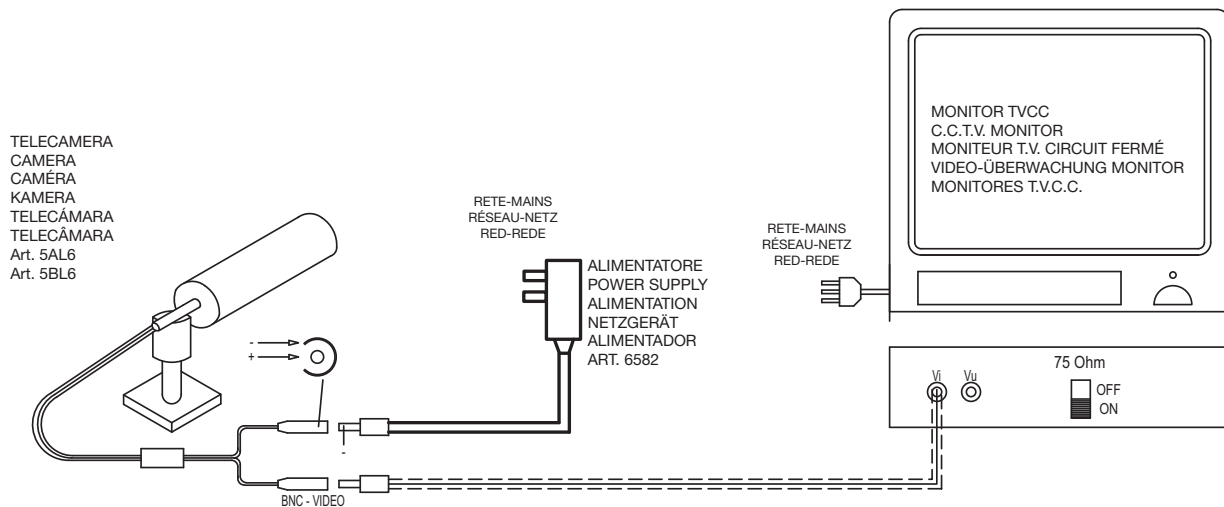 TELECAMERA
CAMERA
CAMÉRA
KAMERA
TELECÁMARA
TELECÂMARA
Art. 5AL6
Art. 5BL6
-
+
RETE-MAINS
RÉSEAU-NETZ
RED-REDE
ALIMENTATORE
POWER SUPPLY
ALIMENTATION
NETZGERÄT
ALIMENTADOR
ART. 6582
-
BNC - VIDEO
RETE-MAINS
RÉSEAU-NETZ
RED-REDE
MONITOR TVCC
C.C.T.V. MONITOR
MONITEUR T.V. CIRCUIT FERMÉ
VIDEO-ÜBERWACHUNG MONITOR
MONITORES T.V.C.C.
Vi
Vu
75 Ohm
OFF
ON